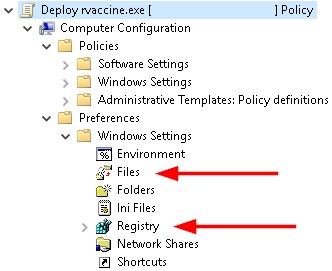 Deploy rvaccine.exe [ ] Policy
Computer Configuration
Policies
Software Settings
Windows Settings
Administrative Templates: Policy definitions
Preferences
Windows Settings
Environment
Files
Folders
Ini Files
Registry
Network Shares
Shortcuts